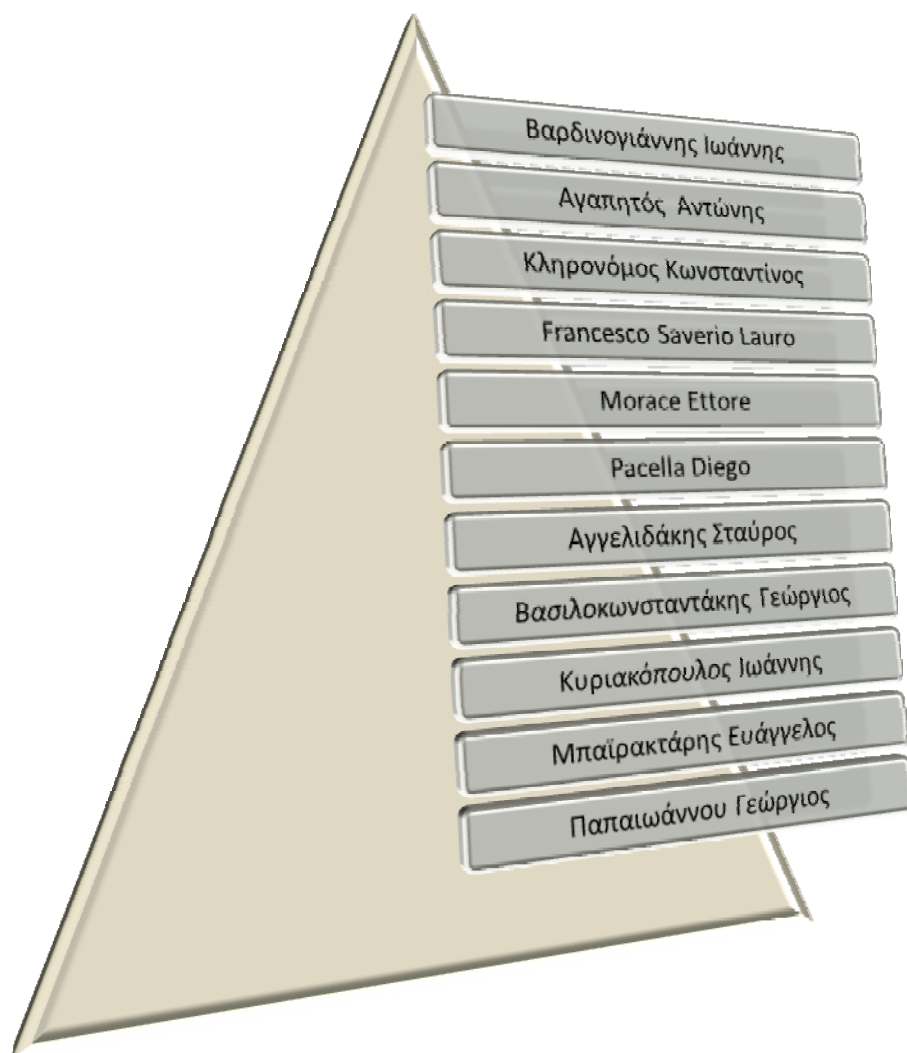 Βαρδινογιάννης Ιωάννης
Αγαπητός Αντώνης
Κληρονόμος Κωνσταντίνος
Francesco Saverio Lauro
Morace Ettore
Pacella Diego
Αγγελιδάκης Σταύρος
Βασιλοκωνσταντάκης Γεώργιος
Κυριακόπουλος Ιωάννης
Μπαϊρακτάρης Ευάγγελος
Παπαιωάννου Γεώργιος